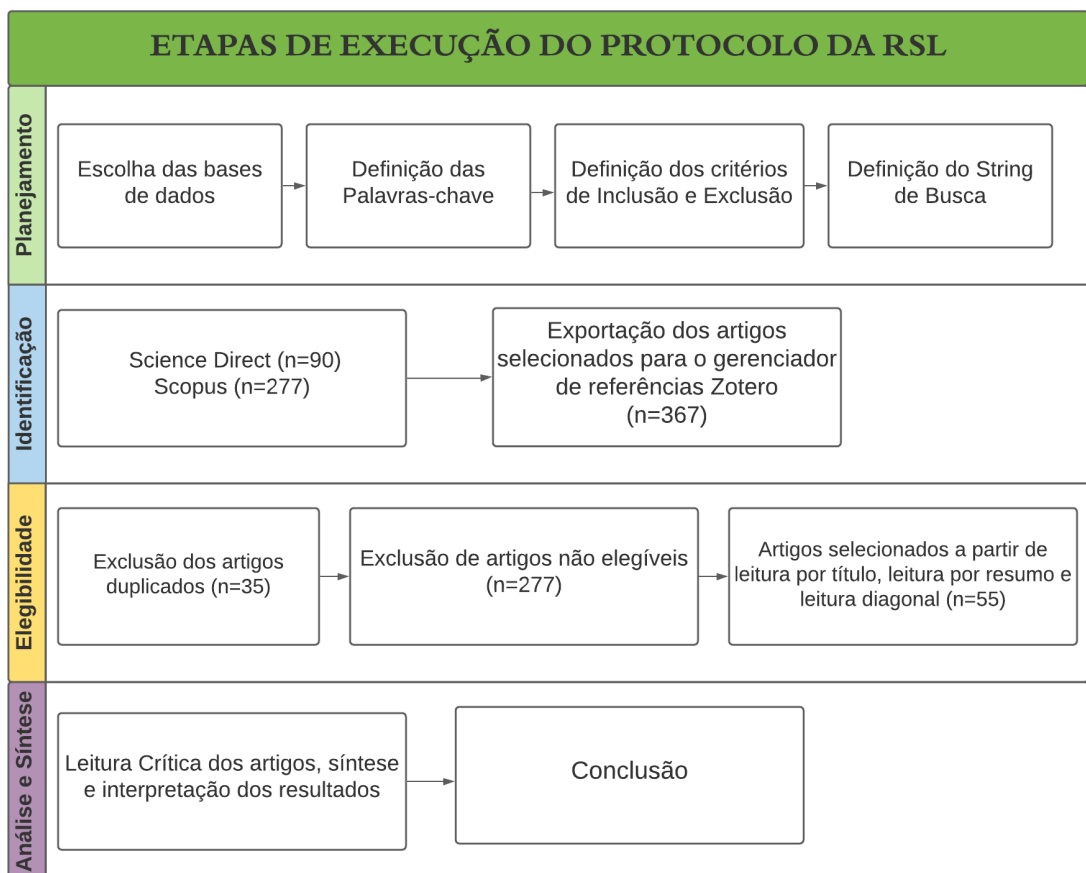 ETAPAS DE EXECUÇÃO DO PROTOCOLO DA RSL
Planejamento
Escolha das bases
de dados
Definição das
Palavras-chave
Definição dos critérios
de Inclusão e Exclusão
Definição do String
de Busca
Identificação
Science Direct (n=90)
Scopus (n=277)
Exportação dos artigos
selecionados para o gerenciador
de referências Zotero
(n=367)
Elegibilidade
Exclusão dos artigos
duplicados (n=35)
Exclusão de artigos não elegíveis
(n=277)
Artigos selecionados a partir de
leitura por título, leitura por resumo e
leitura diagonal (n=55)
Análise e Síntese
Leitura Crítica dos artigos, síntese
e interpretação dos resultados
Conclusão